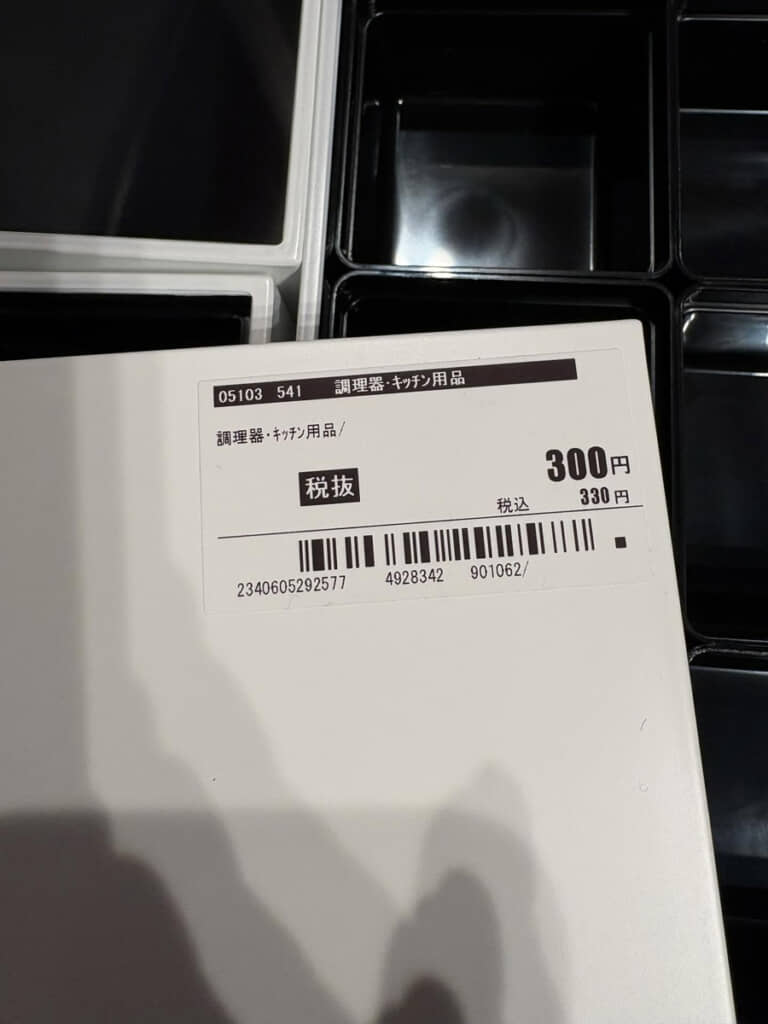 05103 541 調理器・キッチン用品
調理器・キッチン用品/
税抜 300円
税込 330円
2340605292577 4928342 901062/